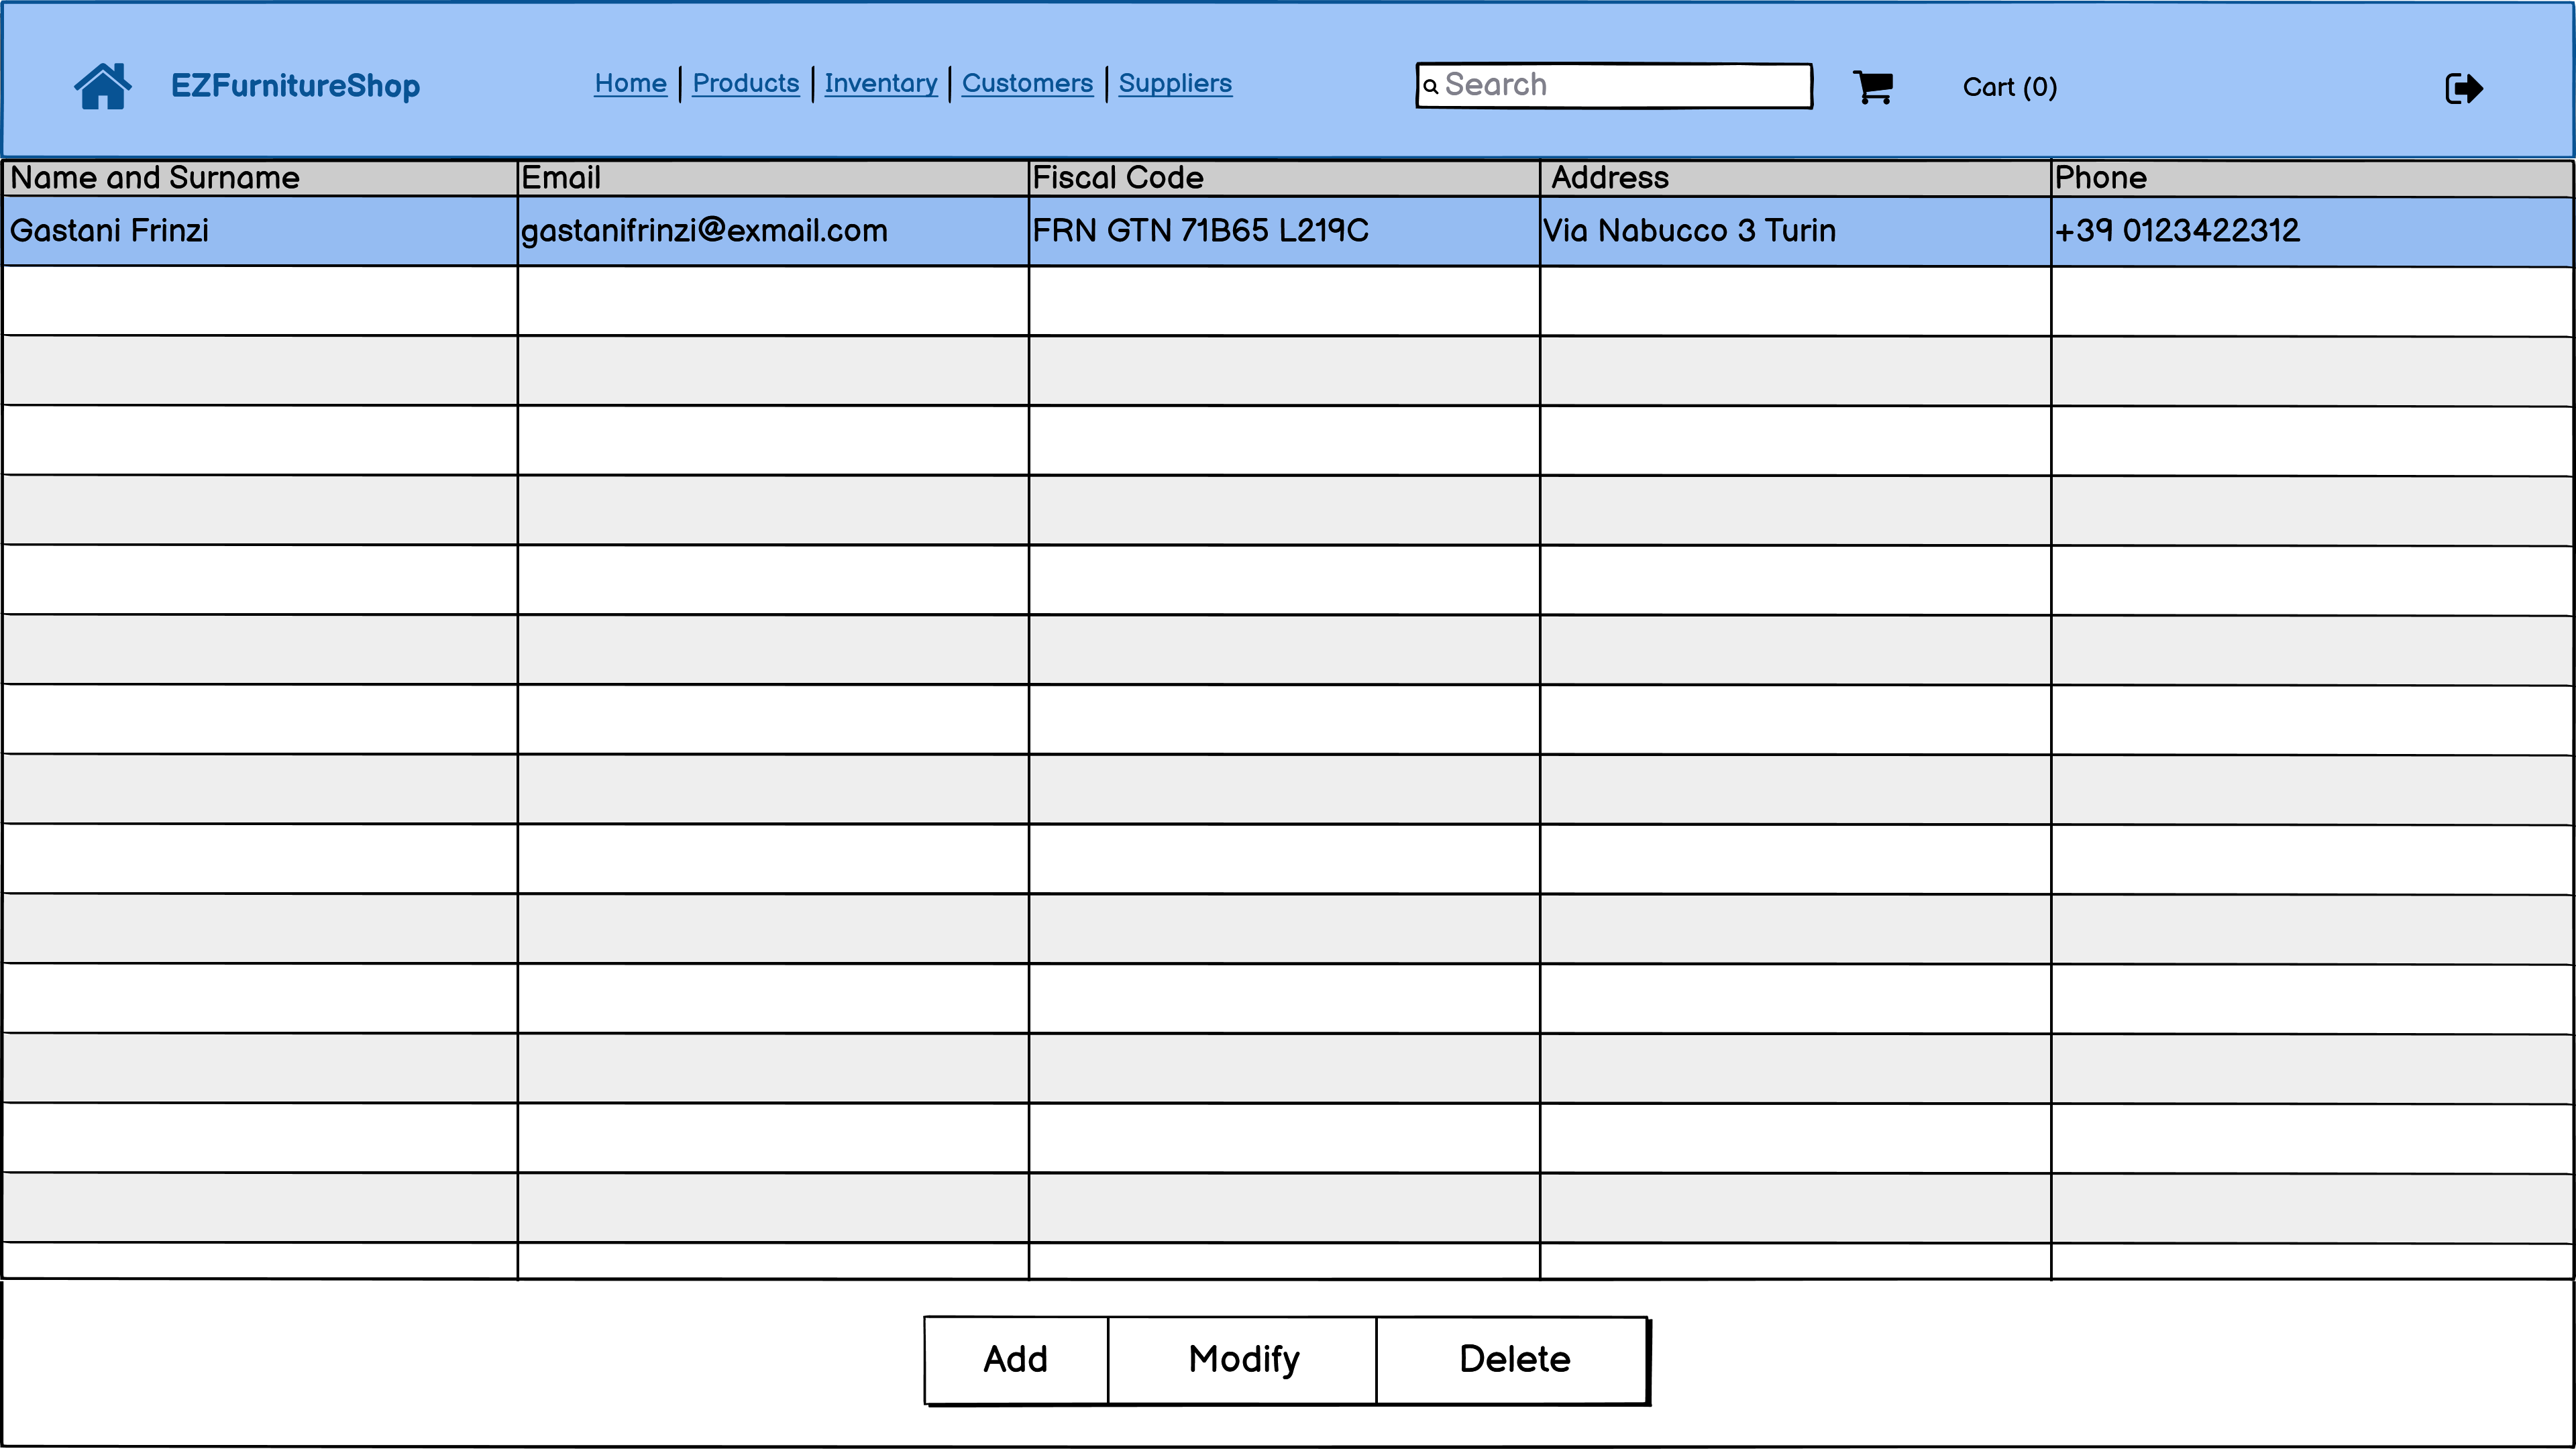 EZFurnitureShop Home Products Inventory Customers Suppliers Search Cart (0)
Name and Surname Email Fiscal Code Address Phone
Gastani Frinzi gastanifrinzi@exmail.com FRN GTN 71B65 L219C Via Nabucco 3 Turin +39 0123422312
Add Modify Delete